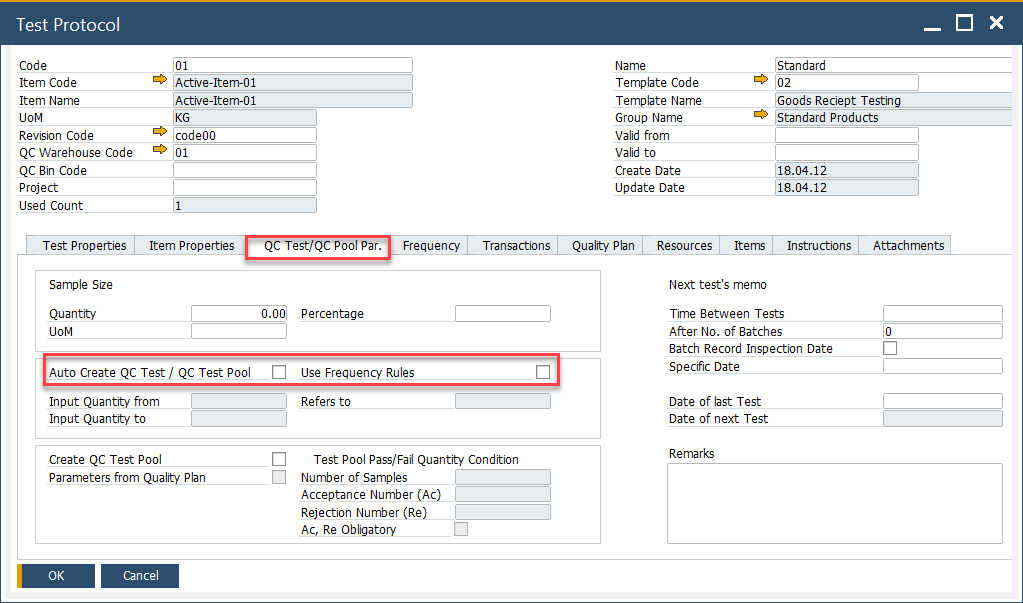 Test Protocol
Code 01 Name Standard
Item Code Active-Item-01 Template Code 02
Item Name Active-Item-01 Template Name Goods Reciept Testing
UoM KG Group Name Standard Products
Revision Code code00 Valid from
QC Warehouse Code 01 Valid to
QC Bin Code Create Date 18.04.12
Project Update Date 18.04.12
Used Count 1
Test Properties Item Properties QC Test/QC Pool Par. Frequency Transactions Quality Plan Resources Items Instructions Attachments
Sample Size Next test's memo
Quantity 0.00 Percentage Time Between Tests
UoM After No. of Batches 0
Batch Record Inspection Date
Specific Date
Auto Create QC Test / QC Test Pool Use Frequency Rules
Input Quantity from Refers to Date of last Test
Input Quantity to Date of next Test
Remarks
Create QC Test Pool Test Pool Pass/Fail Quantity Condition
Parameters from Quality Plan Number of Samples
Acceptance Number (Ac)
Rejection Number (Re)
Ac, Re Obligatory
OK Cancel